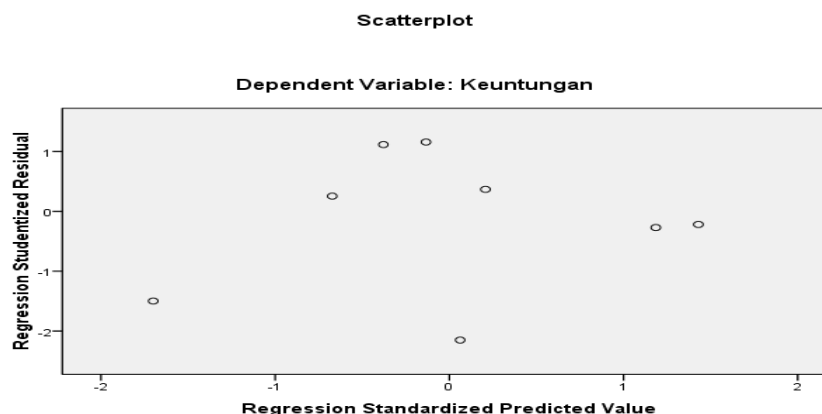 Scatterplot
Dependent Variable: Keuntungan
Regression Studentized Residual
1
0
-1
-2
-2
-1
0
1
2
Regression Standardized Predicted Value